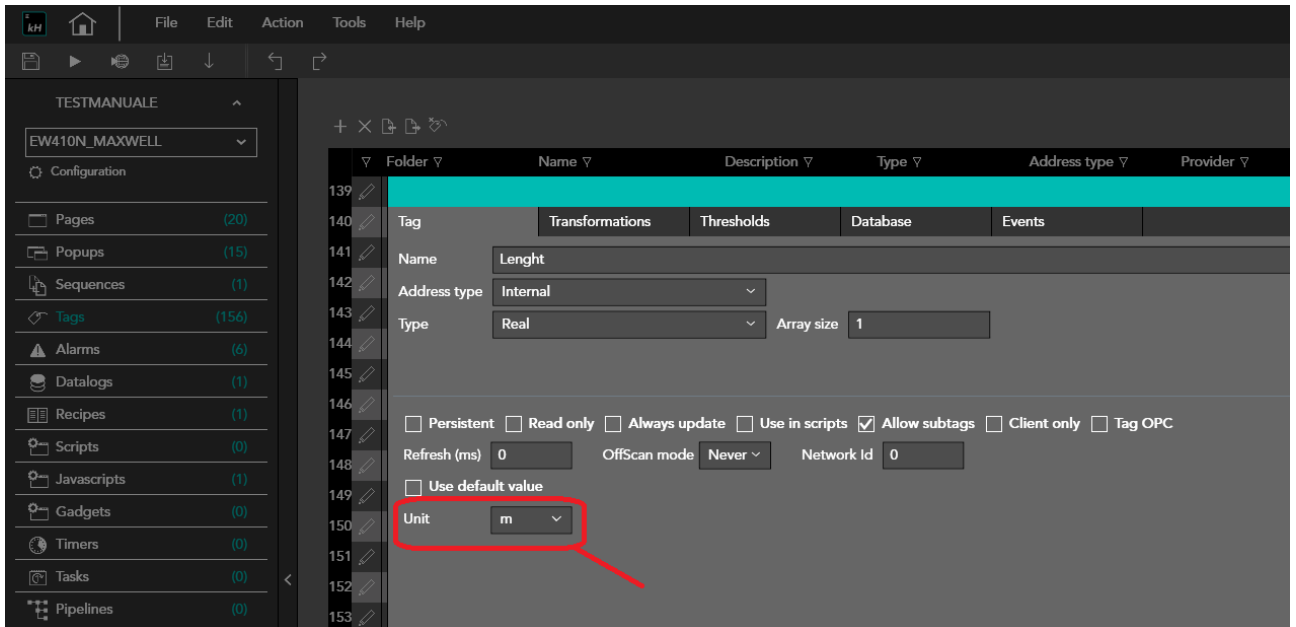 E
kH
File Edit Action Tools Help
TESTMANUALE
EW410N_MAXWELL
Configuration
Pages (20)
Popups (15)
Sequences (1)
Tags (156)
Alarms (6)
Datalogs (1)
Recipes (1)
Scripts (0)
Javascripts (1)
Gadgets (0)
Timers (0)
Tasks (0)
Pipelines (0)
Folder Name Description Type Address type Provider
139
140 Tag Transformations Thresholds Database Events
141 Name Lenght
142 Address type Internal
143 Type Real Array size 1
144
145
146
147 Persistent Read only Always update Use in scripts Allow subtags Client only Tag OPC
148 Refresh (ms) 0 OffScan mode Never Network Id 0
149 Use default value
150 Unit m
151
152
153